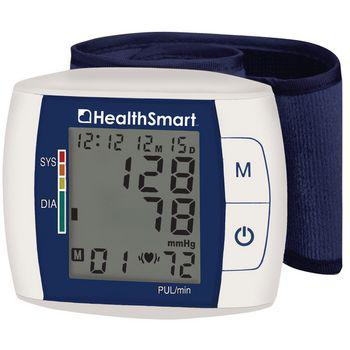 HealthSmart
12:12 12M 15D
SYS 128 M
DIA 78
mmHg
M 01 72
PUL/min